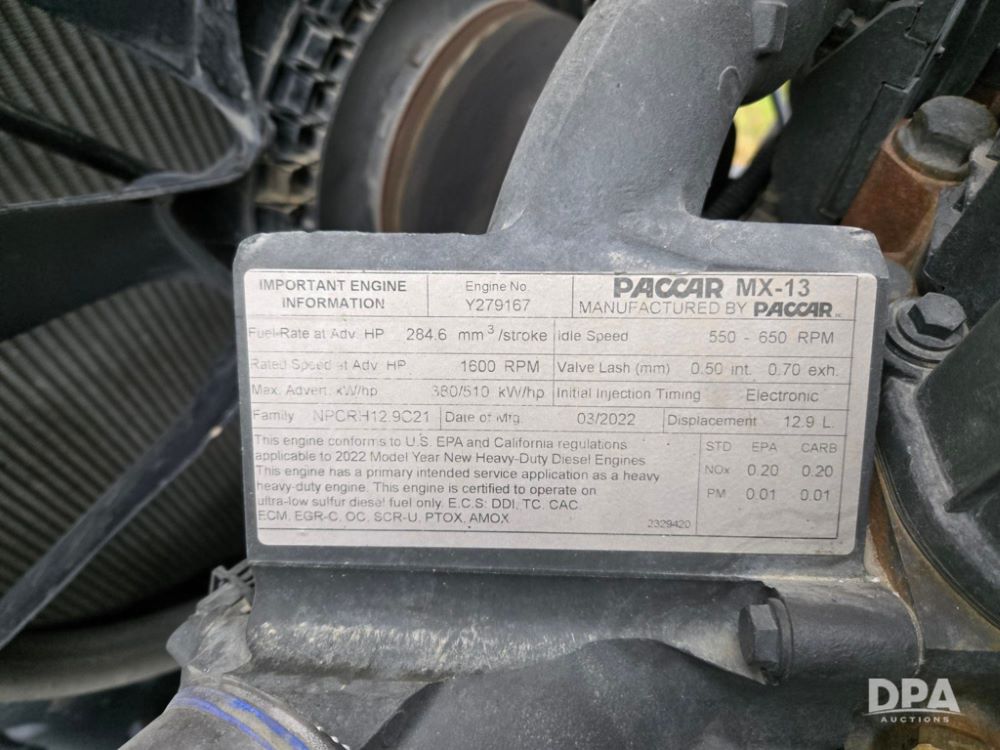 IMPORTANT ENGINE INFORMATION
Engine No.
Y279167
PACCAR MX-13
MANUFACTURED BY PACCAR INC
Fuel-Rate at Adv. HP 284.6 mm³/stroke
Idle Speed 550 - 650 RPM
Rated Speed at Adv. HP 1600 RPM
Valve Lash (mm) 0.50 int. 0.70 exh.
Max. Advert. kW/hp 380/510 kW/hp
Initial Injection Timing Electronic
Family NPCRH12.9C21
Date of Mfg. 03/2022
Displacement 12.9 L.
This engine conforms to U.S. EPA and California regulations
applicable to 2022 Model Year New Heavy-Duty Diesel Engines
This engine has a primary intended service application as a heavy
heavy-duty engine. This engine is certified to operate on
ultra-low sulfur diesel fuel only. E.C.S: DDI, TC, CAC,
ECM, EGR-C, OC, SCR-U, PTOX, AMOX
2329420
STD EPA CARB
NOx 0.20 0.20
PM 0.01 0.01
DPA
AUCTIONS